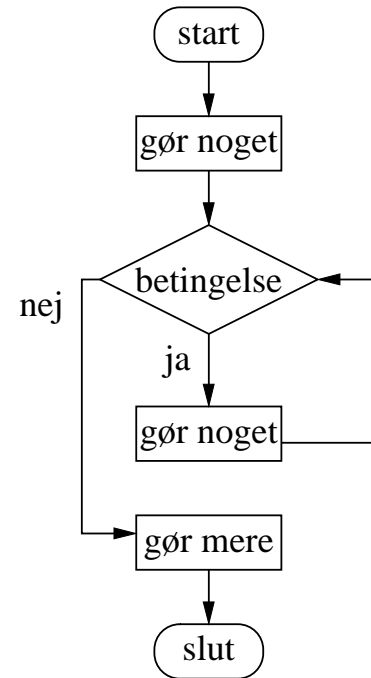 start
gør noget
betingelse
nej
ja
gør noget
gør mere
slut